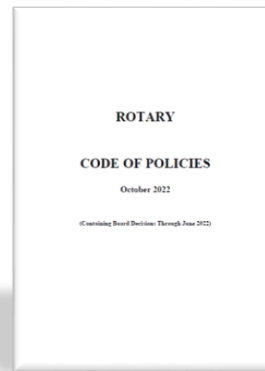 ROTARY
CODE OF POLICIES
October 2022
(Containing Board Decisions Through June 2022)